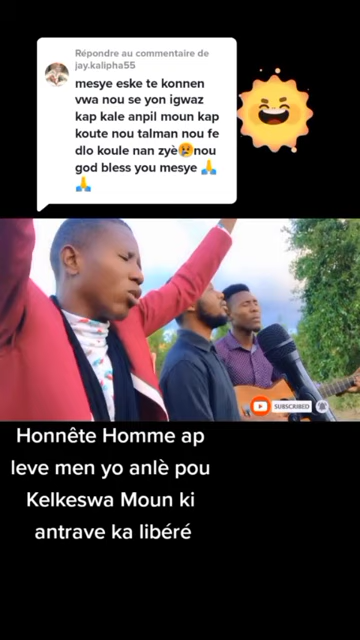 Répondre au commentaire de
jay.kalipha55
mesye eske te konnen
vwa nou se yon igwaz
kap kale anpil moun kap
koute nou talman nou fe
dlo koule nan zyè😢nou
god bless you mesye 🙏
🙏
SUBSCRIBED
Honnête Homme ap
leve men yo anlè pou
Kelkeswa Moun ki
antrave ka libéré